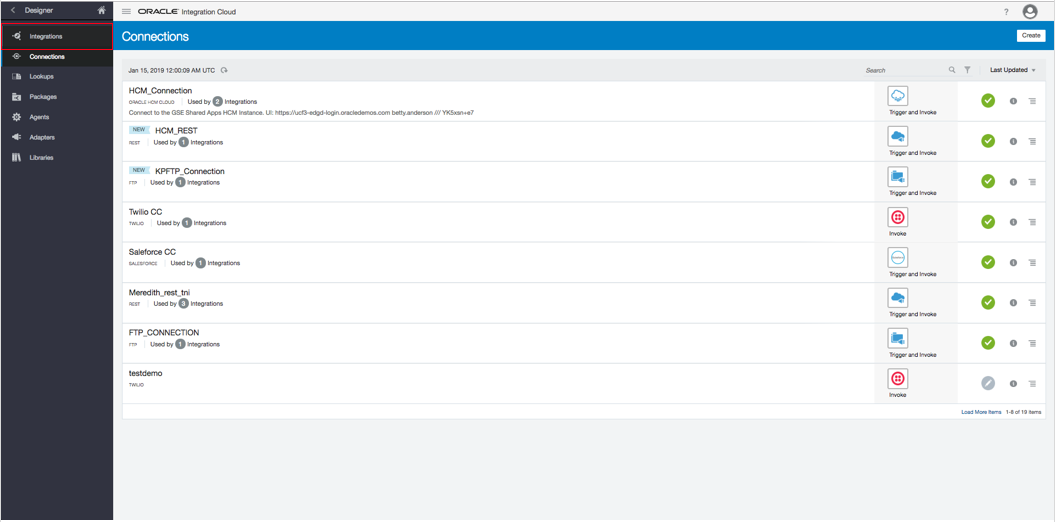 Designer
ORACLE Integration Cloud
?
Integrations
Connections
Lookups
Packages
Agents
Adapters
Libraries
Connections
Create
Jan 15, 2019 12:00:09 AM UTC
Search
Last Updated
HCM_Connection
ORACLE HCM CLOUD Used by 2 Integrations
Connect to the GSE Shared Apps HCM Instance. UI: https://ucf3-edgd-login.oracledemos.com betty.anderson /// YK5xsn=e7
Trigger and Invoke
NEW HCM_REST
REST Used by 1 Integrations
Trigger and Invoke
NEW KPFTP_Connection
FTP Used by 1 Integrations
Trigger and Invoke
Twilio CC
TWILIO Used by 1 Integrations
Invoke
Saleforce CC
SALESFORCE Used by 1 Integrations
Trigger and Invoke
Meredith_rest_tni
REST Used by 3 Integrations
Trigger and Invoke
FTP_CONNECTION
FTP Used by 1 Integrations
Trigger and Invoke
testdemo
TWILIO
Invoke
Load More Items 1-8 of 19 items